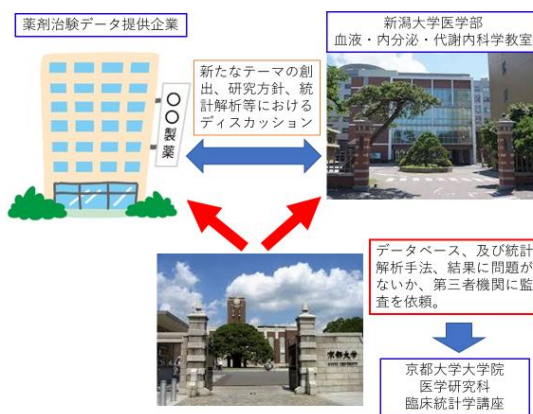 薬剤治験データ提供企業
新潟大学医学部
血液・内分泌・代謝内科学教室
〇〇製薬
新たなテーマの創
出、研究方針、統
計解析等における
ディスカッション
データベース、及び統計
解析手法、結果に問題が
ないか、第三者機関に監
査を依頼。
京都大学
京都大学大学院
医学研究科
臨床統計学講座